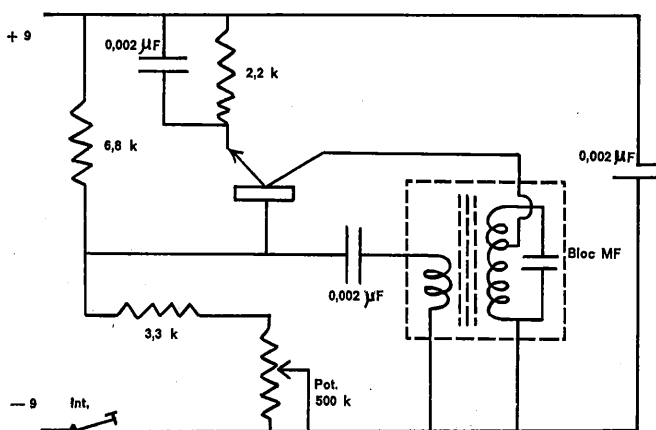 + 9
0,002 µF
2,2 k
6,8 k
0,002 µF
Bloc MF
0,002 µF
3,3 k
Pot.
500 k
— 9
Int,